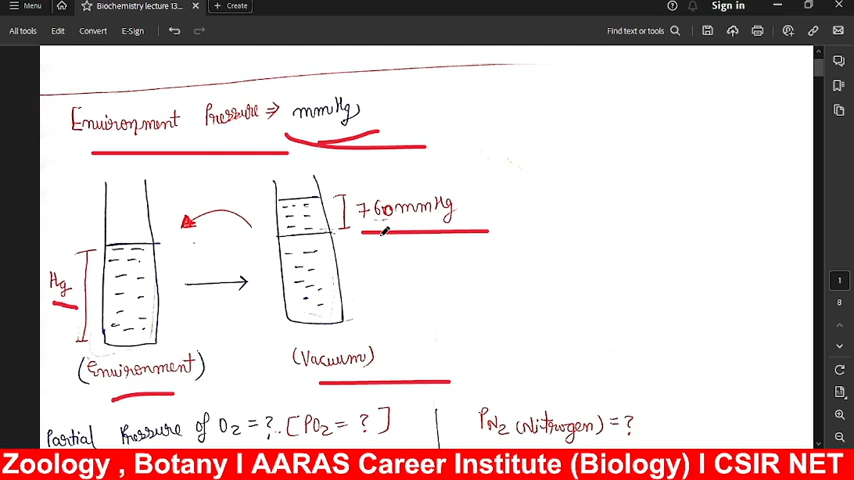 Menu
Biochemistry lecture 13...
Create
Sign in
All tools
Edit
Convert
E-Sign
Find text or tools
Environment Pressure ⇒ mmHg
760mmHg
Hg
(Environment)
(Vacuum)
Partial Pressure of O2 = ?. [PO2 = ?]
PN2 (Nitrogen) = ?
1
8
Zoology , Botany I AARAS Career Institute (Biology) I CSIR NET